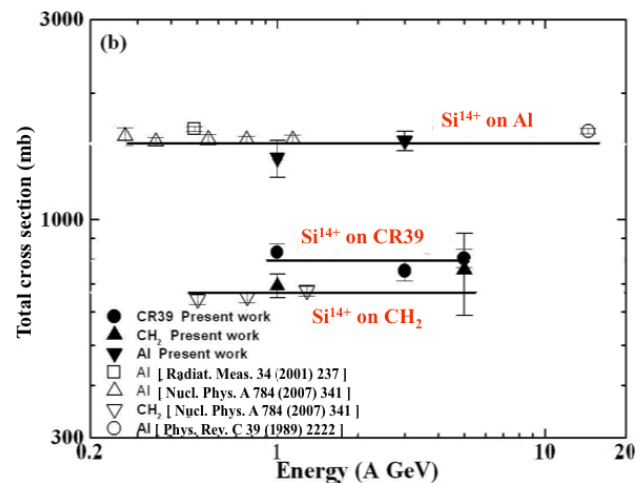 3000
(b)
Si14+ on Al
1000
Si14+ on CR39
Si14+ on CH2
CR39 Present work
CH2 Present work
Al Present work
Al [ Radiat. Meas. 34 (2001) 237 ]
Al [ Nucl. Phys. A 784 (2007) 341 ]
CH2 [ Nucl. Phys. A 784 (2007) 341 ]
Al [ Phys. Rev. C 39 (1989) 2222 ]
300
0.2 1 10 20
Energy (A GeV)
Total cross section (mb)